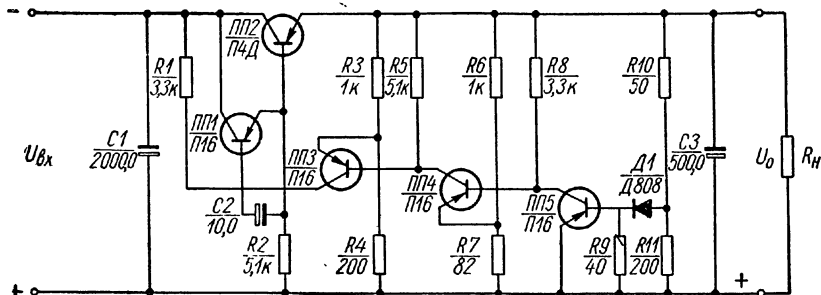 −
ПП2
П4Д
R1
3,3к
R3
1к
R5
5,1к
R6
1к
R8
3,3к
R10
50
Uвх
C1
2000,0
ПП1
П16
ПП3
П16
ПП4
П16
ПП5
П16
Д1
Д808
C3
500,0
Uо
Rн
C2
10,0
R2
5,1к
R4
200
R7
82
R9
40
R11
200
+
+